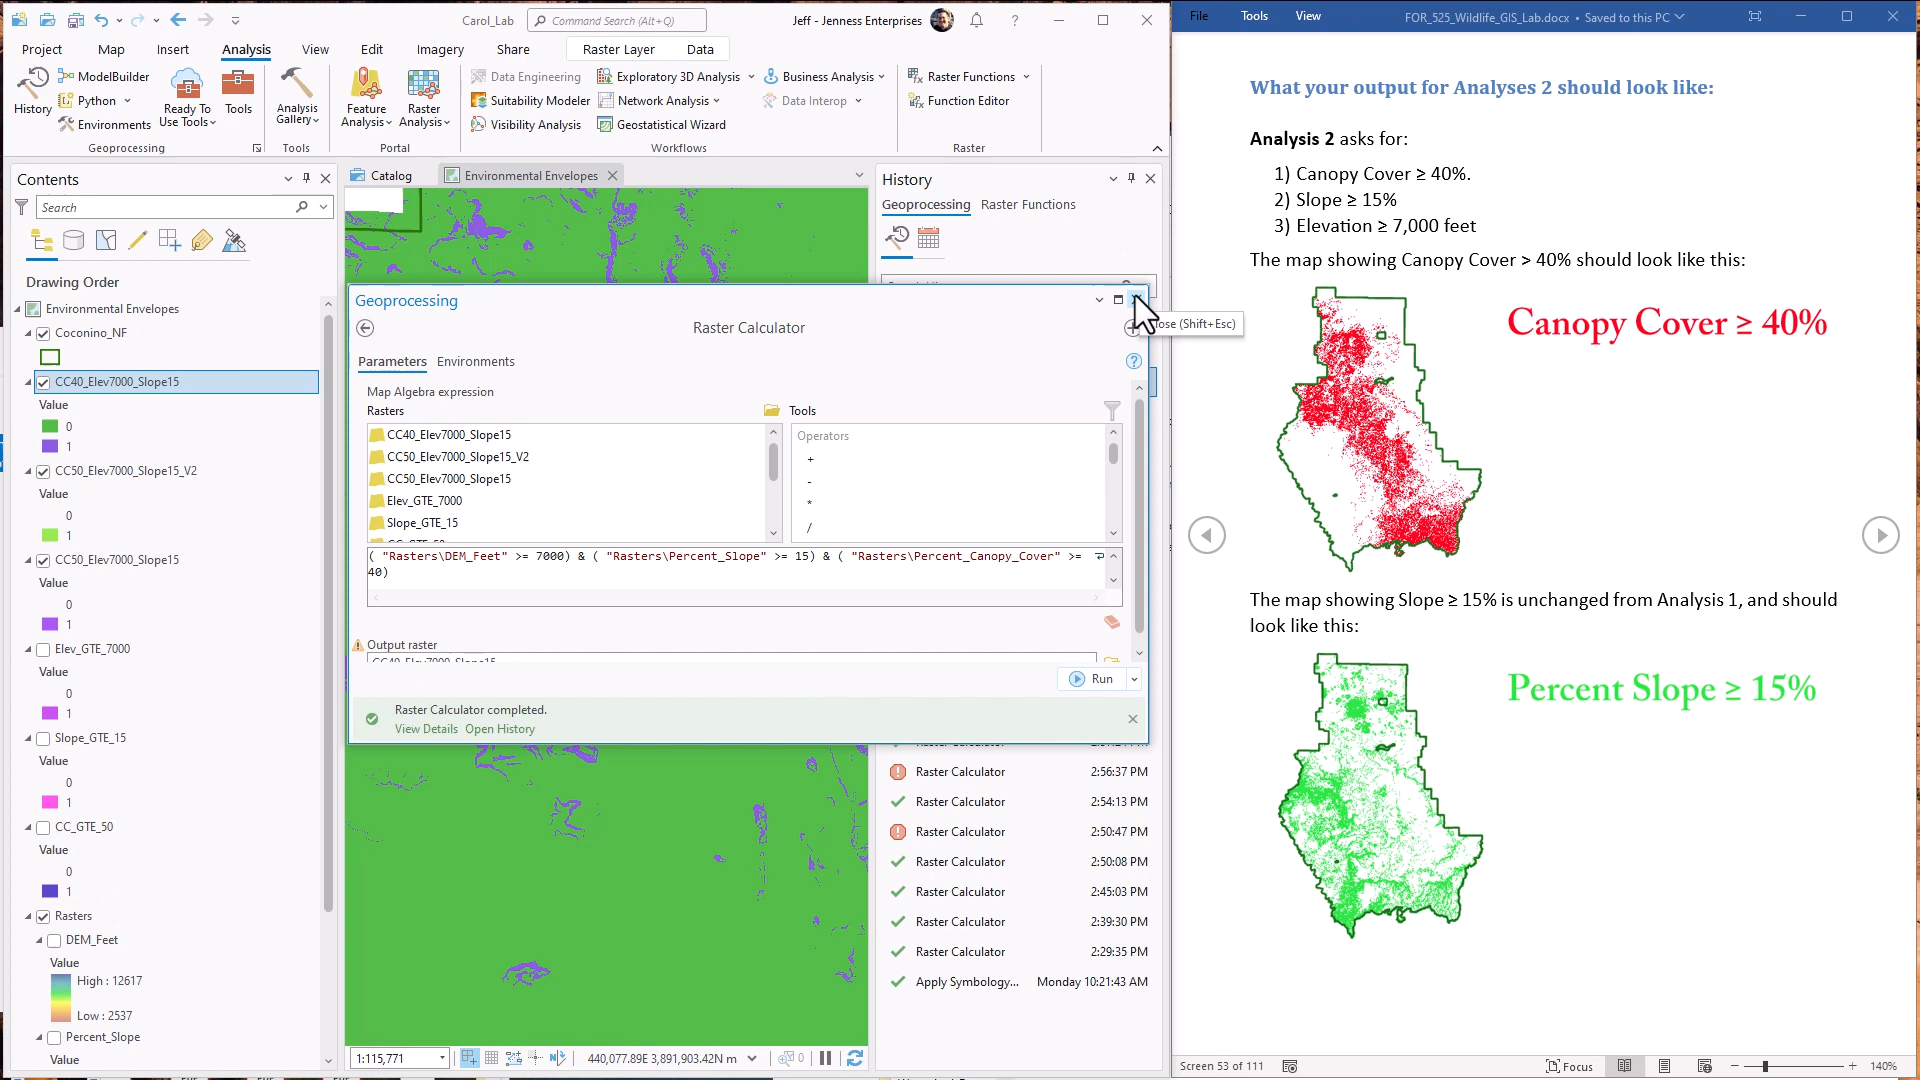 Carol_Lab
Command Search (Alt+Q)
Jeff - Jenness Enterprises
?
Project
Map
Insert
Analysis
View
Edit
Imagery
Share
Raster Layer
Data
History
ModelBuilder
Python
Environments
Ready To
Use Tools
Tools
Analysis
Gallery
Feature
Analysis
Raster
Analysis
Data Engineering
Suitability Modeler
Visibility Analysis
Exploratory 3D Analysis
Network Analysis
Geostatistical Wizard
Business Analysis
Data Interop
Raster Functions
Function Editor
Geoprocessing
Tools
Portal
Workflows
Raster
Contents
Search
Drawing Order
Environmental Envelopes
Coconino_NF
CC40_Elev7000_Slope15
Value
0
1
CC50_Elev7000_Slope15_V2
Value
0
1
CC50_Elev7000_Slope15
Value
0
1
Elev_GTE_7000
Value
0
1
Slope_GTE_15
Value
0
1
CC_GTE_50
Value
0
1
Rasters
DEM_Feet
Value
High : 12617
Low : 2537
Percent_Slope
Value
Catalog
Environmental Envelopes
History
Geoprocessing
Raster Functions
Geoprocessing
Raster Calculator
Parameters
Environments
?
Map Algebra expression
Rasters
Tools
CC40_Elev7000_Slope15
CC50_Elev7000_Slope15_V2
CC50_Elev7000_Slope15
Elev_GTE_7000
Slope_GTE_15
Operators
+
-
*
/
( "Rasters\DEM_Feet" >= 7000) & ( "Rasters\Percent_Slope" >= 15) & ( "Rasters\Percent_Canopy_Cover" >=
40)
Output raster
CC40_Elev7000_Slope15
Run
Raster Calculator completed.
View Details Open History
ose (Shift+Esc)
Raster Calculator 2:56:37 PM
Raster Calculator 2:54:13 PM
Raster Calculator 2:50:47 PM
Raster Calculator 2:50:08 PM
Raster Calculator 2:45:03 PM
Raster Calculator 2:39:30 PM
Raster Calculator 2:29:35 PM
Apply Symbology... Monday 10:21:43 AM
1:115,771
440,077.89E 3,891,903.42N m
0
File
Tools
View
FOR_525_Wildlife_GIS_Lab.docx • Saved to this PC
What your output for Analyses 2 should look like:
Analysis 2 asks for:
1) Canopy Cover ≥ 40%.
2) Slope ≥ 15%
3) Elevation ≥ 7,000 feet
The map showing Canopy Cover > 40% should look like this:
Canopy Cover ≥ 40%
The map showing Slope ≥ 15% is unchanged from Analysis 1, and should
look like this:
Percent Slope ≥ 15%
Screen 53 of 111
Focus
140%